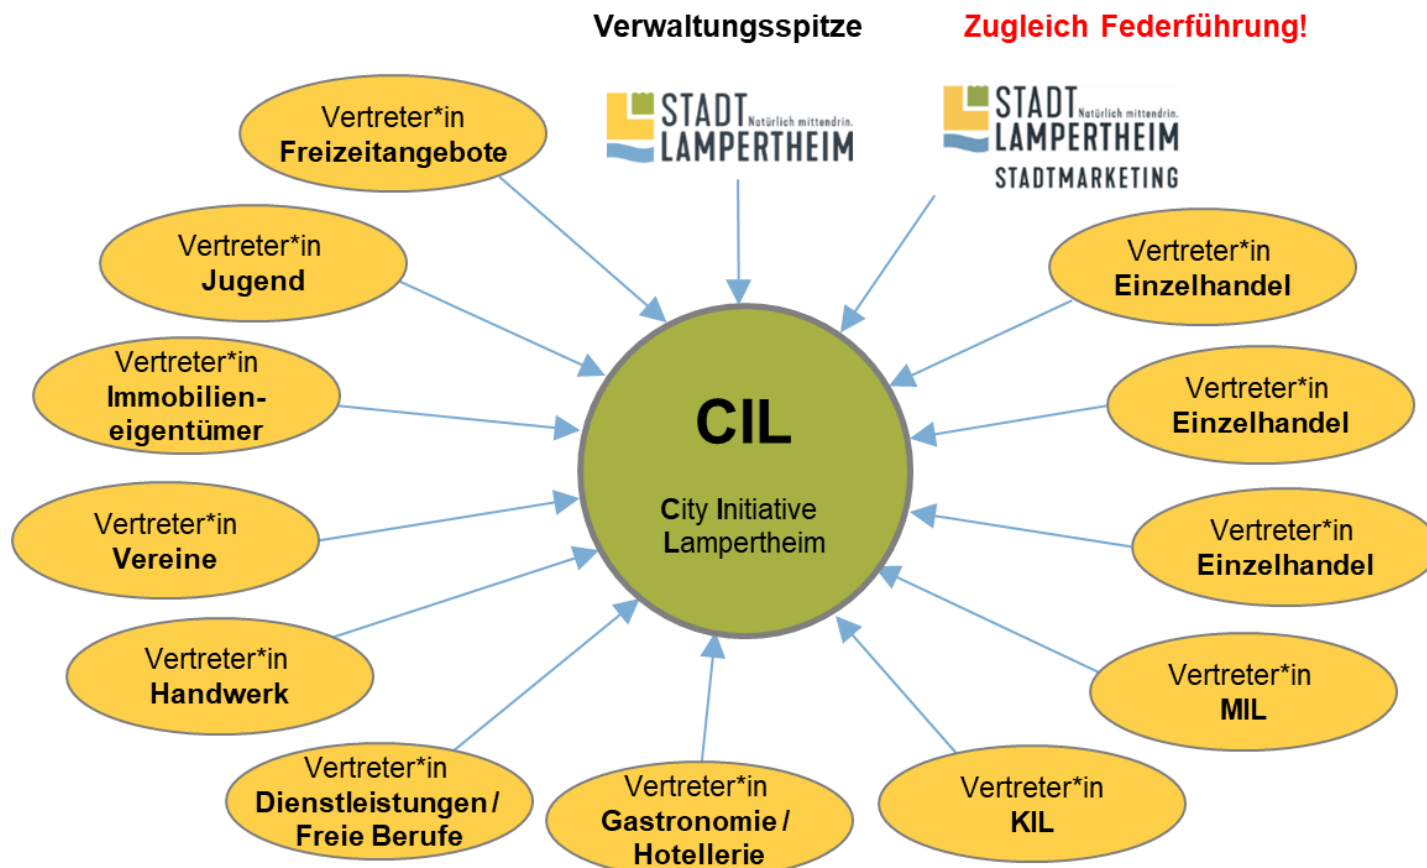 Verwaltungsspitze
Zugleich Federführung!
STADT Natürlich mittendrin.
LAMPERTHEIM
STADT Natürlich mittendrin.
LAMPERTHEIM
STADTMARKETING
Vertreter*in
Freizeitangebote
Vertreter*in
Jugend
Vertreter*in
Immobilien-
eigentümer
Vertreter*in
Vereine
Vertreter*in
Handwerk
Vertreter*in
Dienstleistungen /
Freie Berufe
Vertreter*in
Gastronomie /
Hotellerie
Vertreter*in
KIL
Vertreter*in
MIL
Vertreter*in
Einzelhandel
Vertreter*in
Einzelhandel
Vertreter*in
Einzelhandel
CIL
City Initiative
Lampertheim